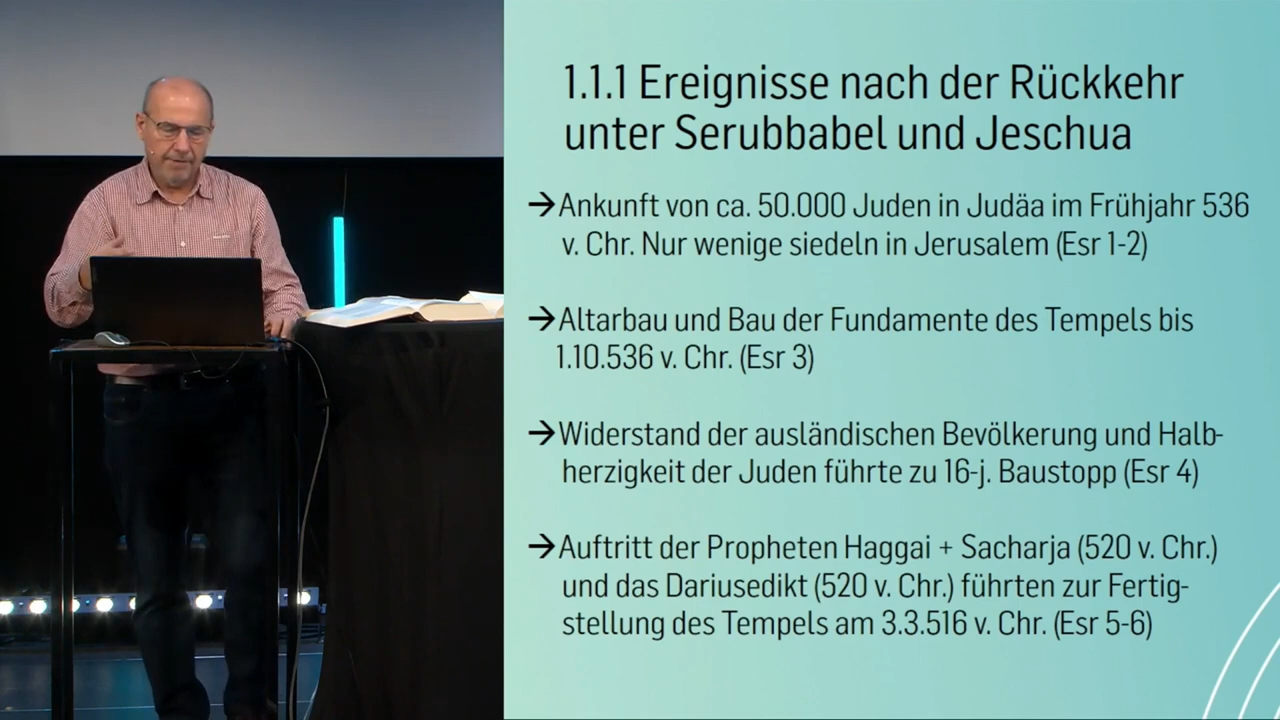 1.1.1 Ereignisse nach der Rückkehr
unter Serubbabel und Jeschua
→Ankunft von ca. 50.000 Juden in Judäa im Frühjahr 536
v. Chr. Nur wenige siedeln in Jerusalem (Esr 1-2)
→Altarbau und Bau der Fundamente des Tempels bis
1.10.536 v. Chr. (Esr 3)
→Widerstand der ausländischen Bevölkerung und Halb-
herzigkeit der Juden führte zu 16-j. Baustopp (Esr 4)
→Auftritt der Propheten Haggai + Sacharja (520 v. Chr.)
und das Dariusedikt (520 v. Chr.) führten zur Fertig-
stellung des Tempels am 3.3.516 v. Chr. (Esr 5-6)